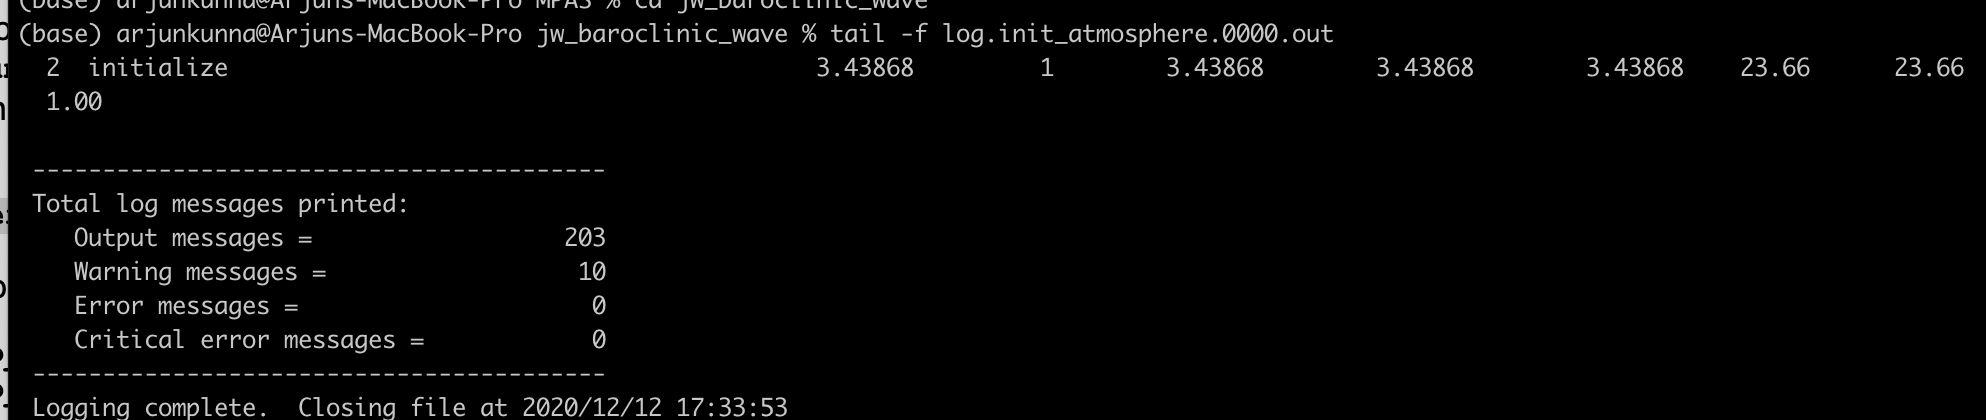 (base) arjunkunna@Arjuns-MacBook-Pro MPAS % cd jw_baroclinic_wave
(base) arjunkunna@Arjuns-MacBook-Pro jw_baroclinic_wave % tail -f log.init_atmosphere.0000.out
2 initialize 3.43868 1 3.43868 3.43868 3.43868 23.66 23.66
1.00
-----------------------------------------
Total log messages printed:
Output messages = 203
Warning messages = 10
Error messages = 0
Critical error messages = 0
-----------------------------------------
Logging complete. Closing file at 2020/12/12 17:33:53